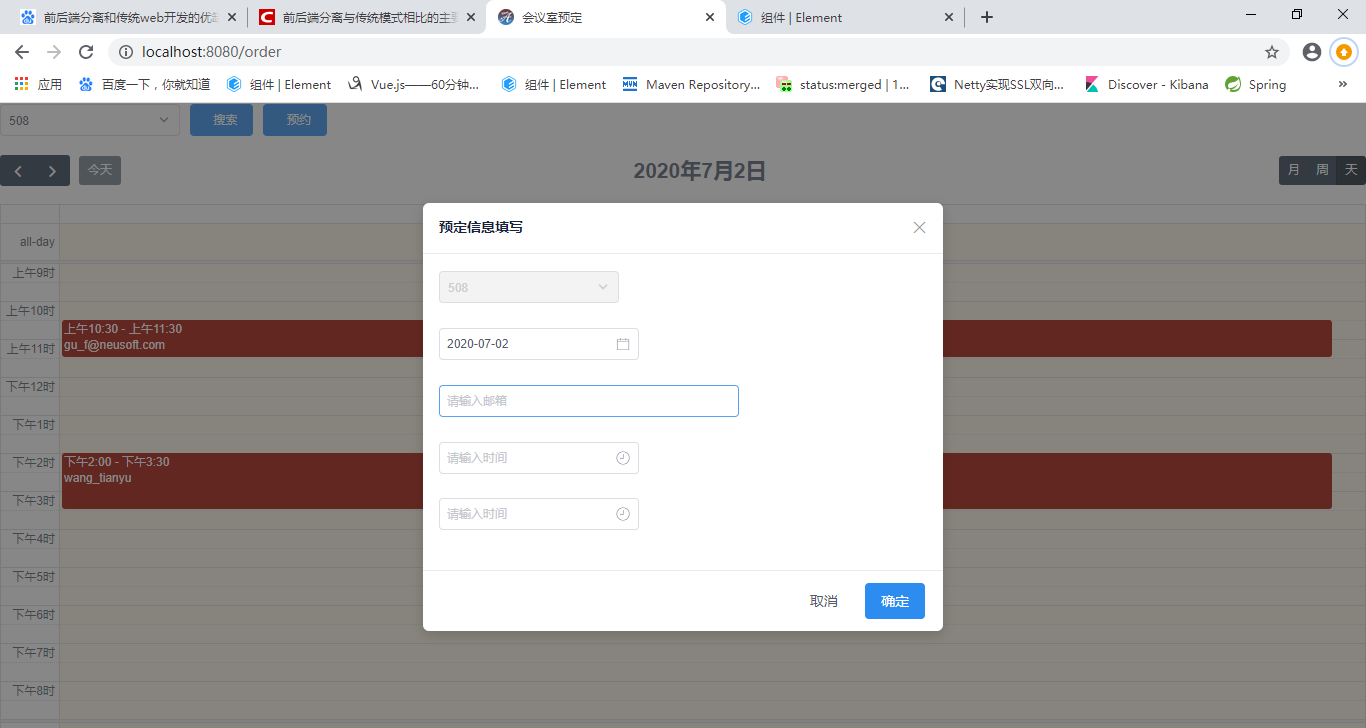 前后端分离和传统web开发的优
前后端分离与传统模式相比的主
会议室预定
组件 | Element
localhost:8080/order
应用
百度一下，你就知道
组件 | Element
Vue.js——60分钟...
组件 | Element
Maven Repository...
status:merged | 1...
Netty实现SSL双向...
Discover - Kibana
Spring
»
508
搜索
预约
今天
2020年7月2日
月
周
天
预定信息填写
508
2020-07-02
请输入邮箱
请输入时间
请输入时间
取消
确定
all-day
上午9时
上午10时
上午10:30 - 上午11:30
gu_f@neusoft.com
上午11时
下午12时
下午1时
下午2时
下午2:00 - 下午3:30
wang_tianyu
下午3时
下午4时
下午5时
下午6时
下午7时
下午8时